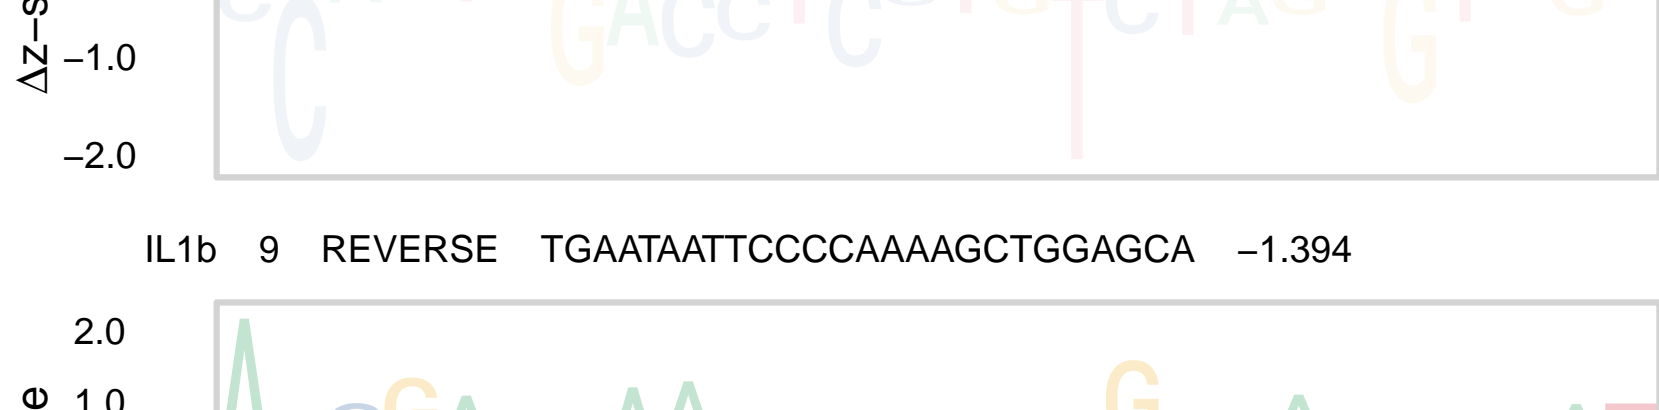 Δz–s
–1.0
–2.0
IL1b 9 REVERSE TGAATAATTCCCCAAAAGCTGGAGCA –1.394
2.0
1.0
e